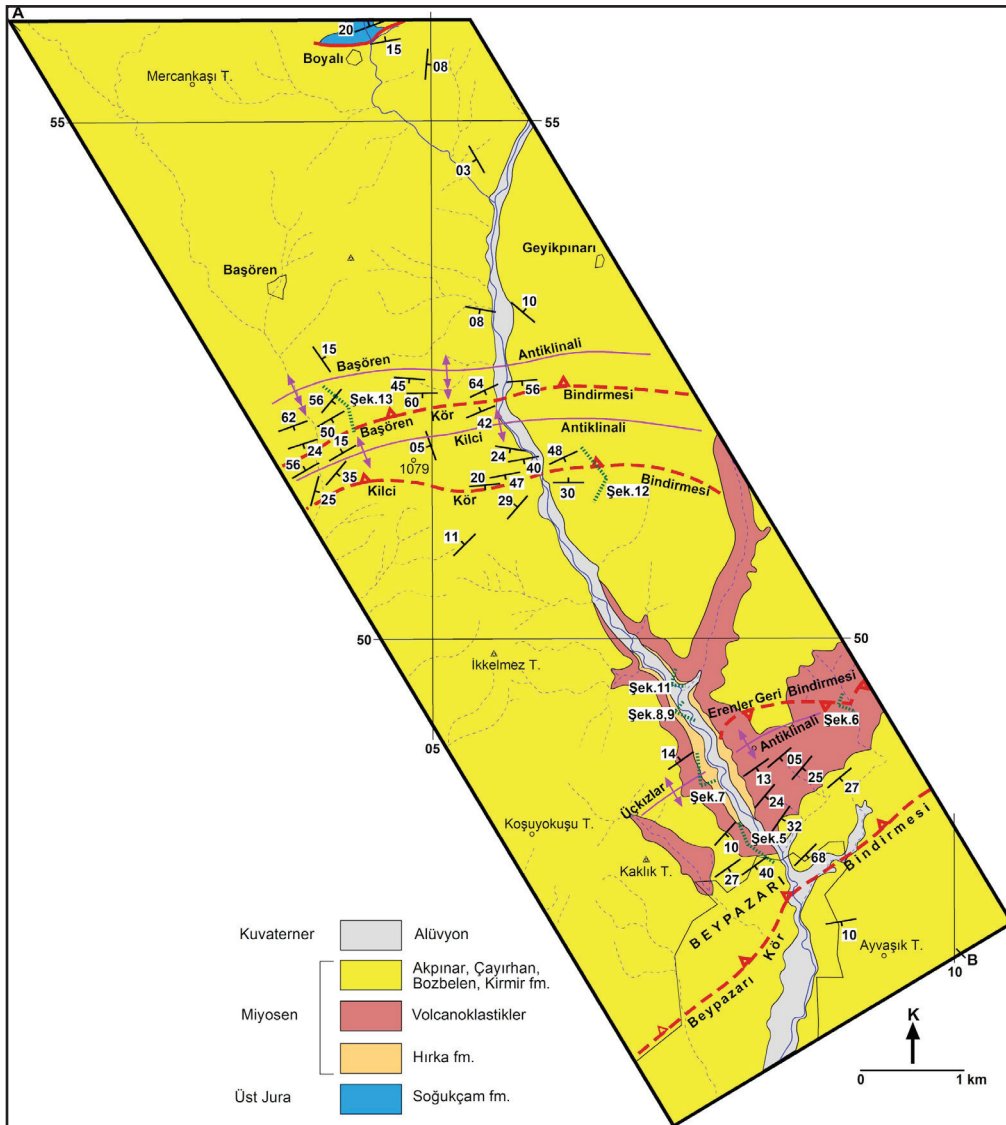 A
20
15
Boyalı
08
Mercankaşı T.
55
55
03
Geyikpınarı
Başören
10
08
15
Başören
Antiklinali
45
64
56
56
Şek.13
60
Bindirmesi
62
50
Başören
Kör
42
Antiklinali
24
15
05
Kilci
24
48
56
1079
40
35
20
47
Şek.12
25
Kilci
Kör
29
30
Bindirmesi
11
50
50
İkkelmez T.
Şek.11
Erenler Geri Bindirmesi
Şek.8,9
Şek.6
05
14
Antiklinali
13
05
25
27
Üçkızlar
Şek.7
24
Koşuyokuşu T.
10
Şek.5
32
Kaklık T.
27
40
68
BEYPAZARI
Bindirmesi
10
Ayvaşık T.
Beypazarı
Kör
B
10
Kuvaterner
Alüvyon
Akpınar, Çayırhan,
Bozbelen, Kirmir fm.
Miyosen
Volcanoklastikler
Hırka fm.
Üst Jura
Soğukçam fm.
K
0
1 km